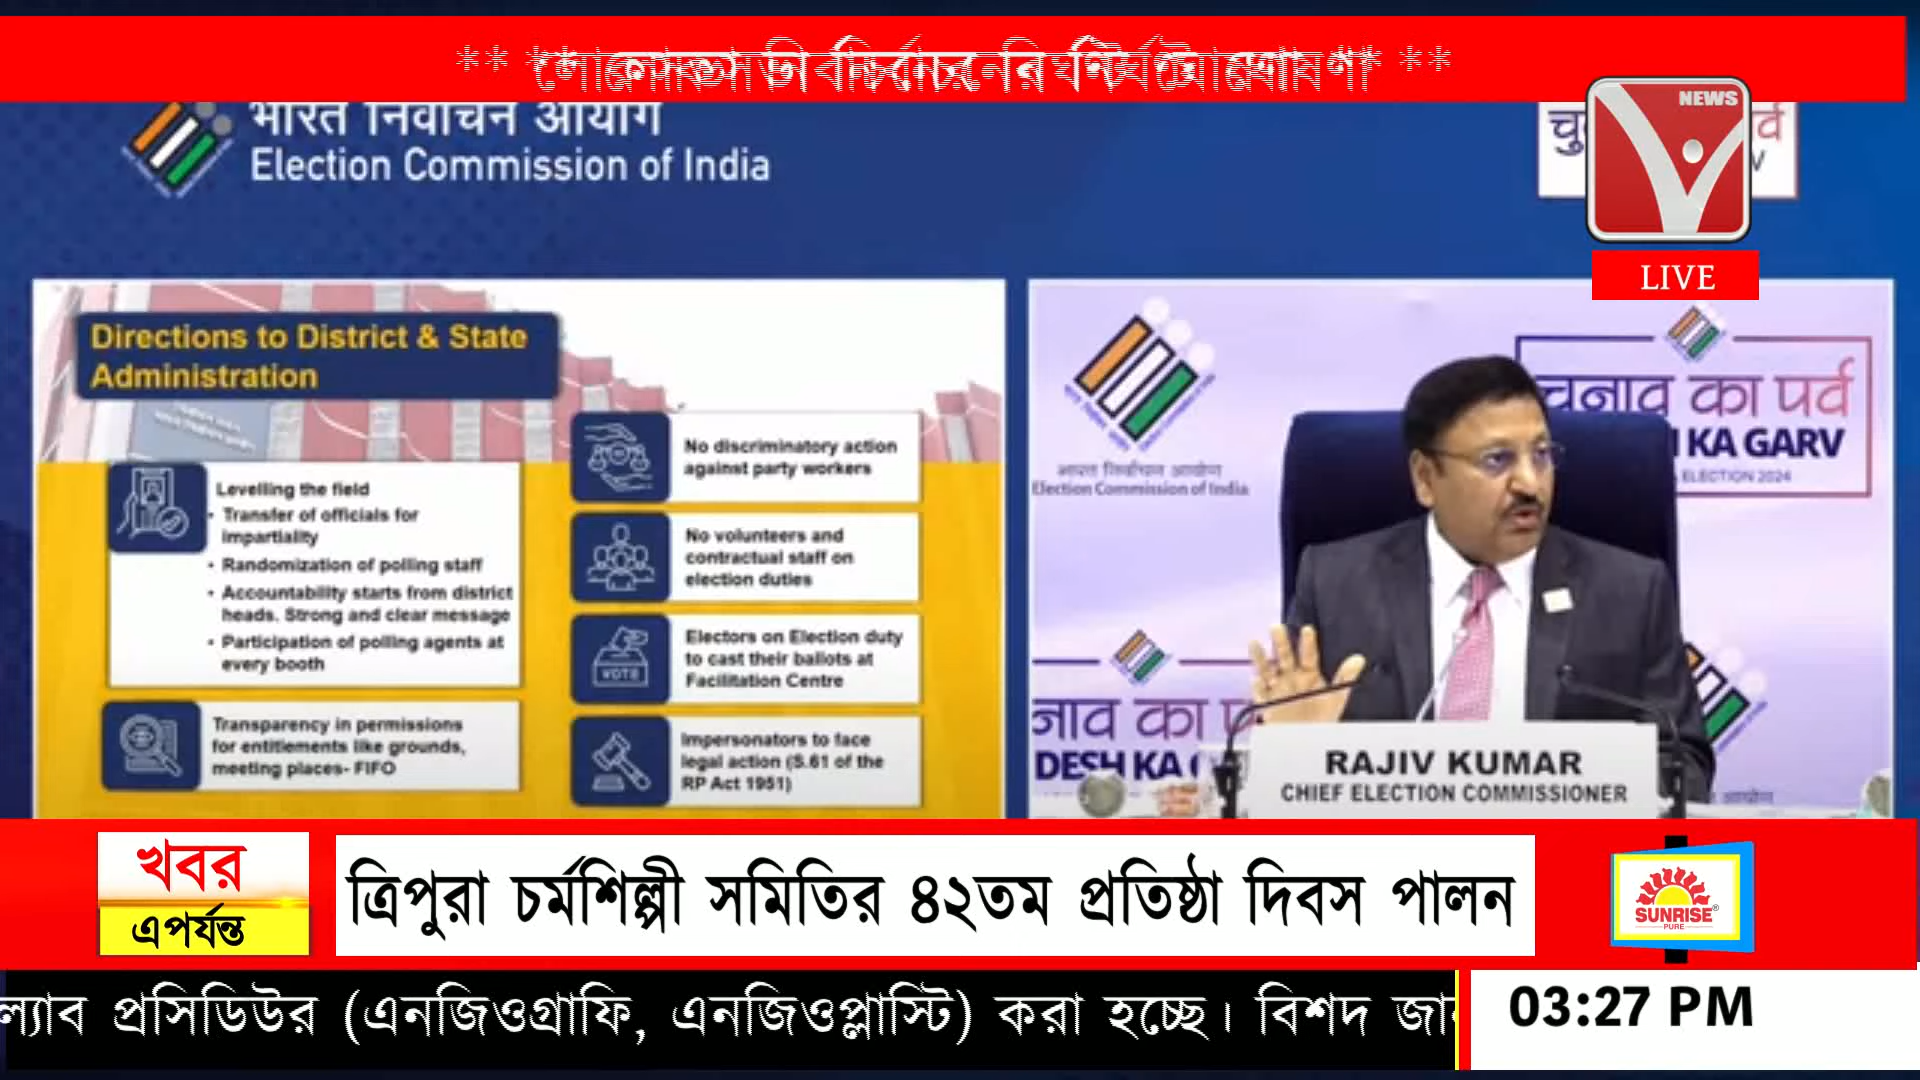 ** লোকসভা নির্বাচনের নির্ঘন্ট ঘোষণা **
भारत निर्वाचन आयोग
Election Commission of India
NEWS
LIVE
Directions to District & State
Administration
Levelling the field
• Transfer of officials for
impartiality
• Randomization of polling staff
• Accountability starts from district
heads. Strong and clear message
• Participation of polling agents at
every booth
Transparency in permissions
for entitlements like grounds,
meeting places- FIFO
No discriminatory action
against party workers
No volunteers and
contractual staff on
election duties
Electors on Election duty
to cast their ballots at
Facilitation Centre
VOTE
Impersonators to face
legal action (S.61 of the
RP Act 1951)
भारत निर्वाचन आयोग
Election Commission of India
चुनाव का पर्व
KA GARV
ELECTION 2024
नाव का प
DESH KA
RAJIV KUMAR
CHIEF ELECTION COMMISSIONER
খবর
এপর্যন্ত
ত্রিপুরা চর্মশিল্পী সমিতির ৪২তম প্রতিষ্ঠা দিবস পালন
SUNRISE
PURE
ল্যাব প্রসিডিউর (এনজিওগ্রাফি, এনজিওপ্লাস্টি) করা হচ্ছে। বিশদ জা
03:27 PM